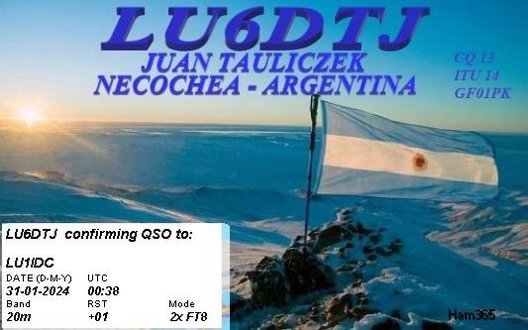 LU6DTJ
JUAN TAULICZEK
NECOCHEA - ARGENTINA
CQ 13
ITU 14
GF01PK
LU6DTJ confirming QSO to:
LU1IDC
DATE (D-M-Y) UTC
31-01-2024 00:38
Band RST Mode
20m +01 2x FT8
Ham365